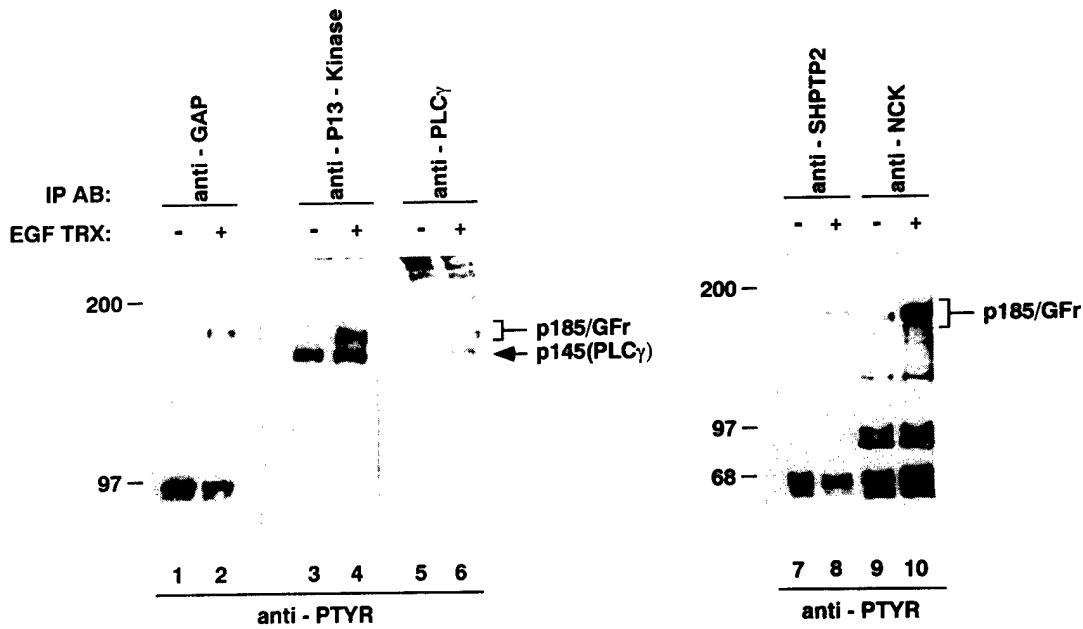 IP AB:
anti - GAP
anti - P13 - Kinase
anti - PLCγ
EGF TRX:
- + - + - +
200
97
p185/GFr
p145(PLCγ)
1 2 3 4 5 6
anti - PTYR
anti - SHPTP2
anti - NCK
- + - +
200
97
68
p185/GFr
7 8 9 10
anti - PTYR